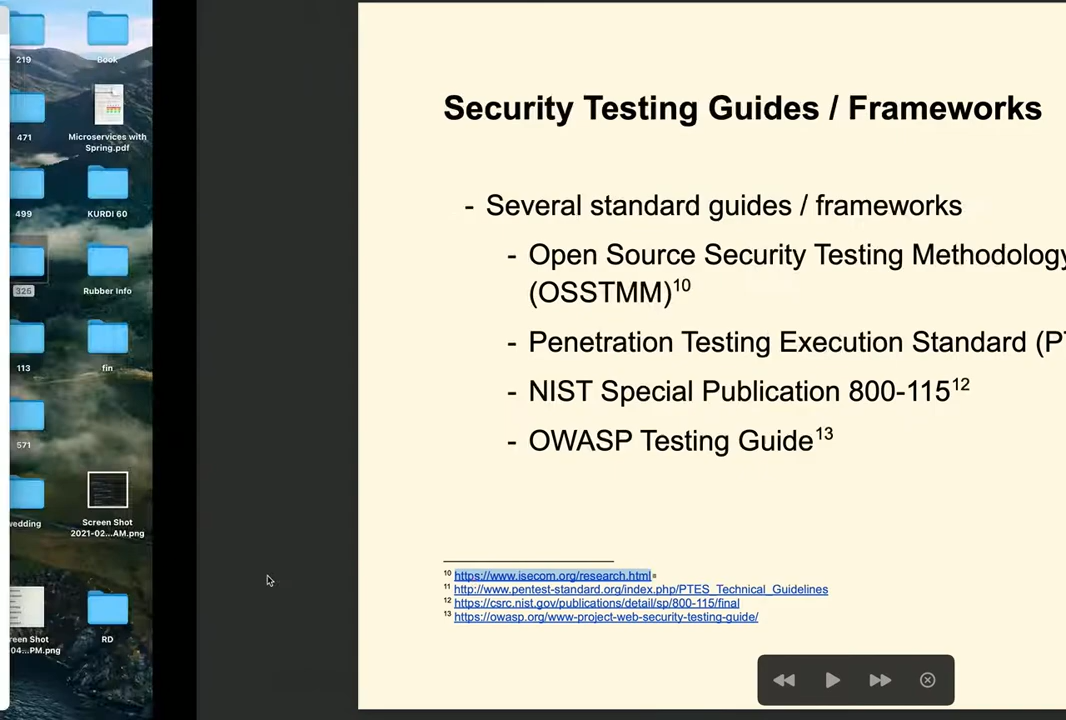 219
Book
471
Microservices with
Spring.pdf
499
KURDI 60
326
Rubber Info
113
fin
571
Screen Shot
2021-02...AM.png
RD
04...PM.png
Security Testing Guides / Frameworks
- Several standard guides / frameworks
- Open Source Security Testing Methodology
(OSSTMM)10
- Penetration Testing Execution Standard (PT
- NIST Special Publication 800-11512
- OWASP Testing Guide13
10 https://www.isecom.org/research.html
11 http://www.pentest-standard.org/index.php/PTES_Technical_Guidelines
12 https://csrc.nist.gov/publications/detail/sp/800-115/final
13 https://owasp.org/www-project-web-security-testing-guide/